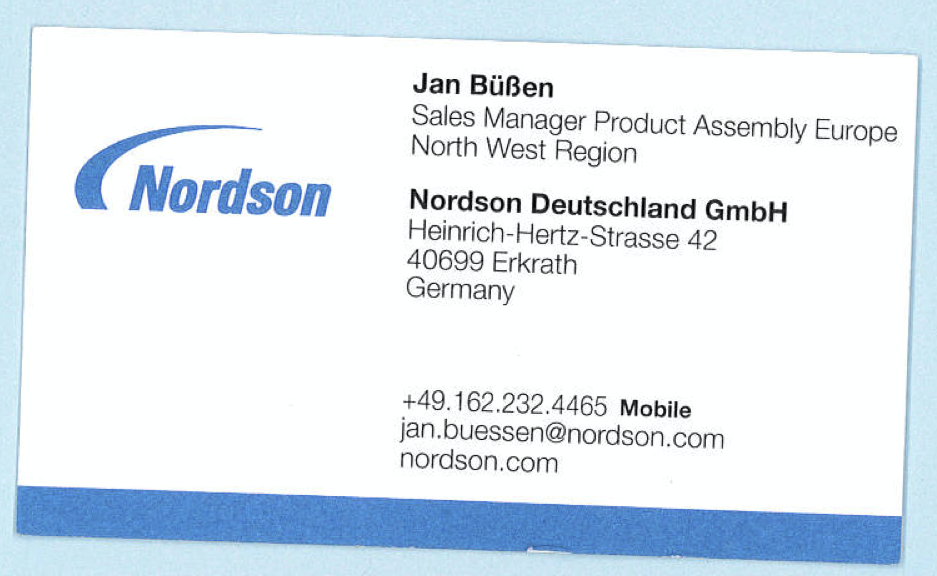 Nordson
Jan Büßen
Sales Manager Product Assembly Europe
North West Region
Nordson Deutschland GmbH
Heinrich-Hertz-Strasse 42
40699 Erkrath
Germany
+49.162.232.4465 Mobile
jan.buessen@nordson.com
nordson.com